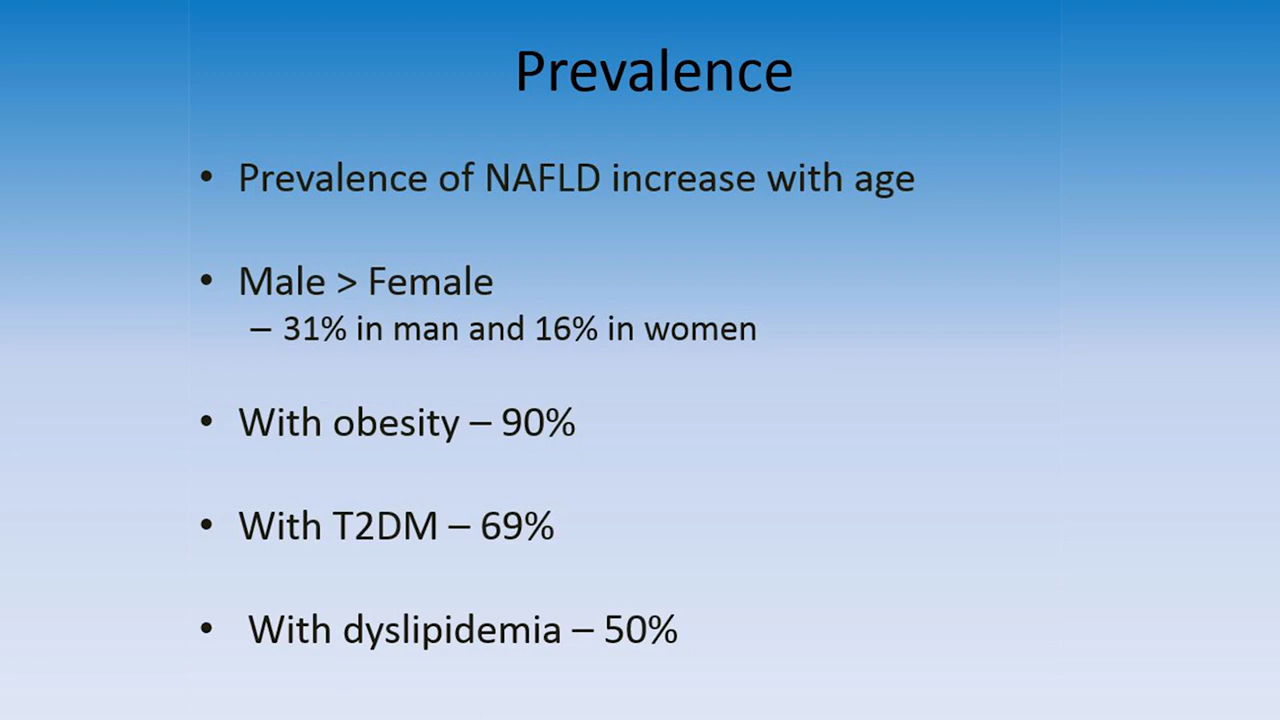 Prevalence
• Prevalence of NAFLD increase with age
• Male > Female
– 31% in man and 16% in women
• With obesity – 90%
• With T2DM – 69%
• With dyslipidemia – 50%